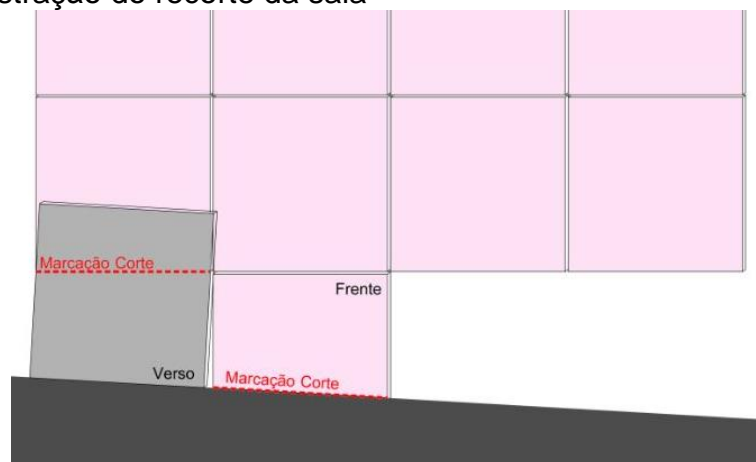 do recorte da sala
Marcação Corte
Frente
Verso
Marcação Corte